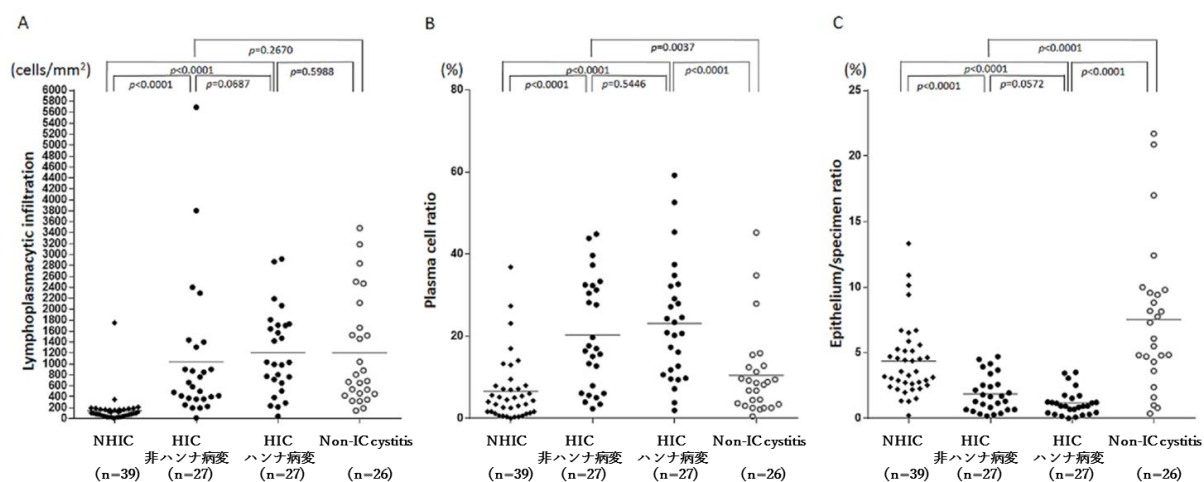 A
p=0.2670
(cells/mm²)
p<0.0001
p=0.5988
p<0.0001
p=0.0687
Lymphoplasmacytic infiltration
6000
5800
5600
5400
5200
5000
4800
4600
4400
4200
4000
3800
3600
3400
3200
3000
2800
2600
2400
2200
2000
1800
1600
1400
1200
1000
800
600
400
200
0
NHIC
HIC
HIC
Non-IC cystitis
非ハンナ病変
ハンナ病変
(n=39)
(n=27)
(n=27)
(n=26)
B
p=0.0037
(%)
p<0.0001
p<0.0001
p<0.0001
p=0.5446
Plasma cell ratio
80
60
40
20
0
NHIC
HIC
HIC
Non-IC cystitis
非ハンナ病変
ハンナ病変
(n=39)
(n=27)
(n=27)
(n=26)
C
p<0.0001
(%)
p<0.0001
p<0.0001
p<0.0001
p=0.0572
Epithelium/specimen ratio
25
20
15
10
5
0
NHIC
HIC
HIC
Non-IC cystitis
非ハンナ病変
ハンナ病変
(n=39)
(n=27)
(n=27)
(n=26)